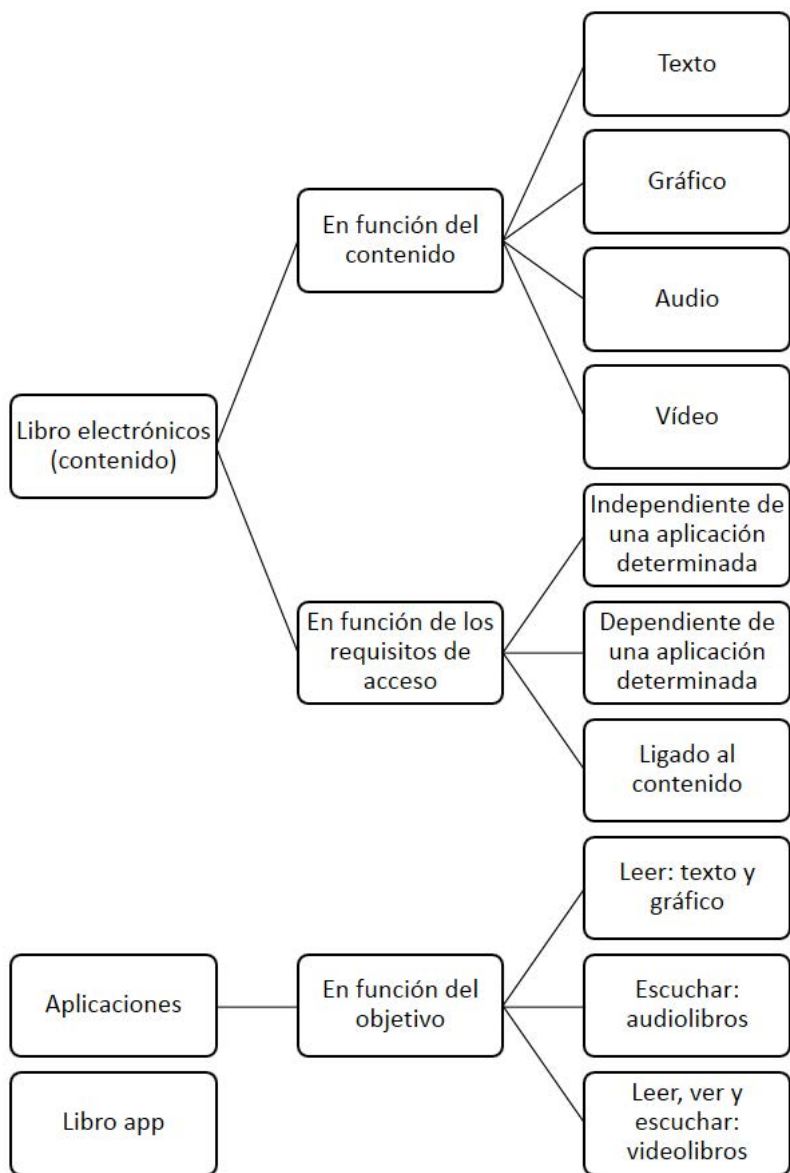 Libro electrónicos
(contenido)
En función del
contenido
Texto
Gráfico
Audio
Vídeo
En función de los
requisitos de
acceso
Independiente de
una aplicación
determinada
Dependiente de
una aplicación
determinada
Ligado al
contenido
Aplicaciones
En función del
objetivo
Leer: texto y
gráfico
Escuchar:
audiolibros
Leer, ver y
escuchar:
videolibros
Libro app